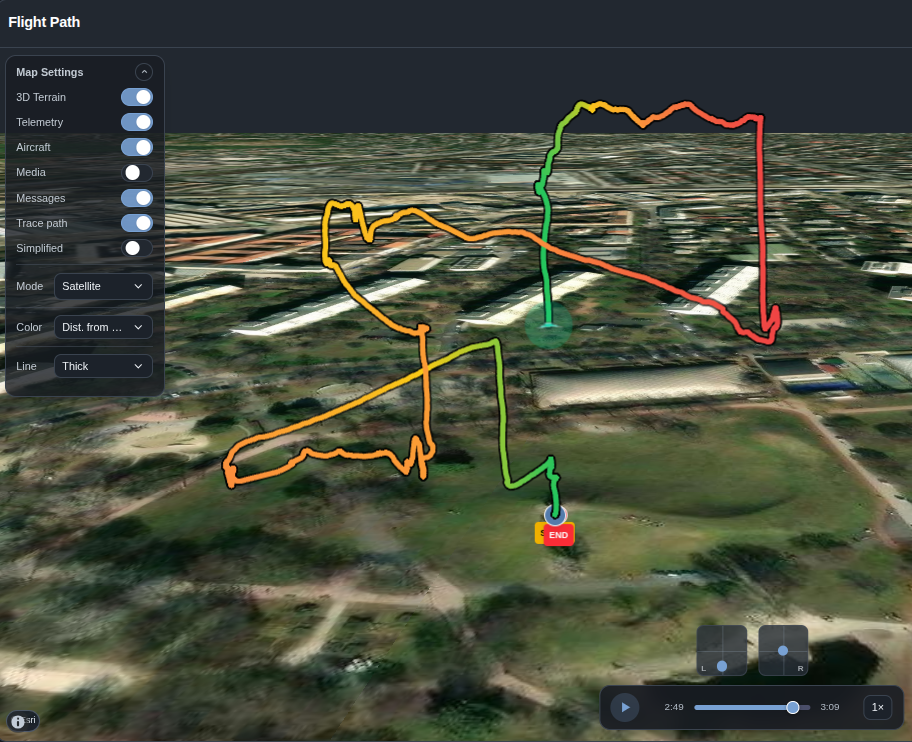 Flight Path
Map Settings
3D Terrain
Telemetry
Aircraft
Media
Messages
Trace path
Simplified
Mode Satellite
Color Dist. from ...
Line Thick
END
L R
2:49 3:09 1×